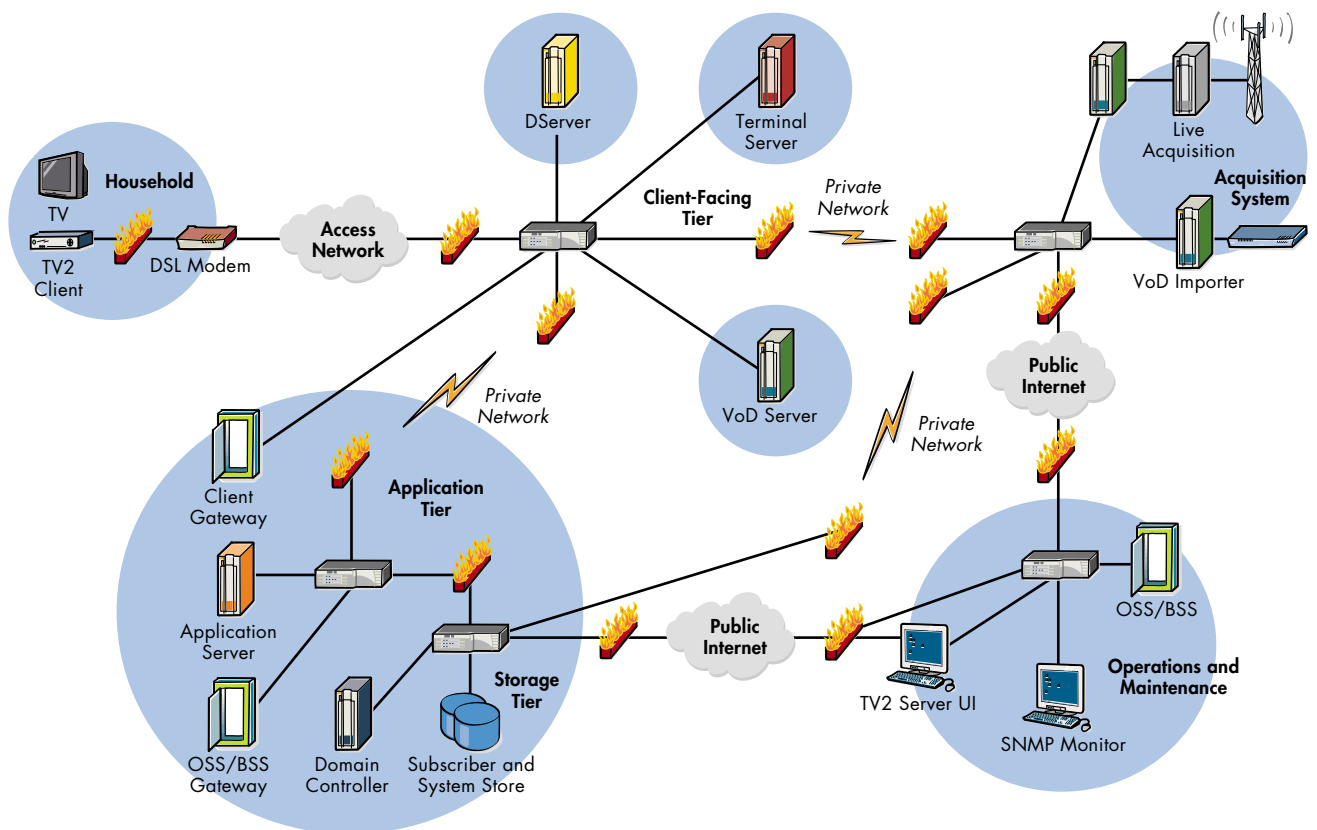 DServer
Terminal
Server
Live
Acquisition
Household
TV
TV2
Client
DSL Modem
Access
Network
Client-Facing
Tier
Private
Network
Acquisition
System
VoD Importer
Private
Network
VoD Server
Public
Internet
Private
Network
Client
Gateway
Application
Tier
Application
Server
Storage
Tier
OSS/BSS
Gateway
Domain
Controller
Subscriber and
System Store
Public
Internet
OSS/BSS
TV2 Server UI
Operations and
Maintenance
SNMP Monitor